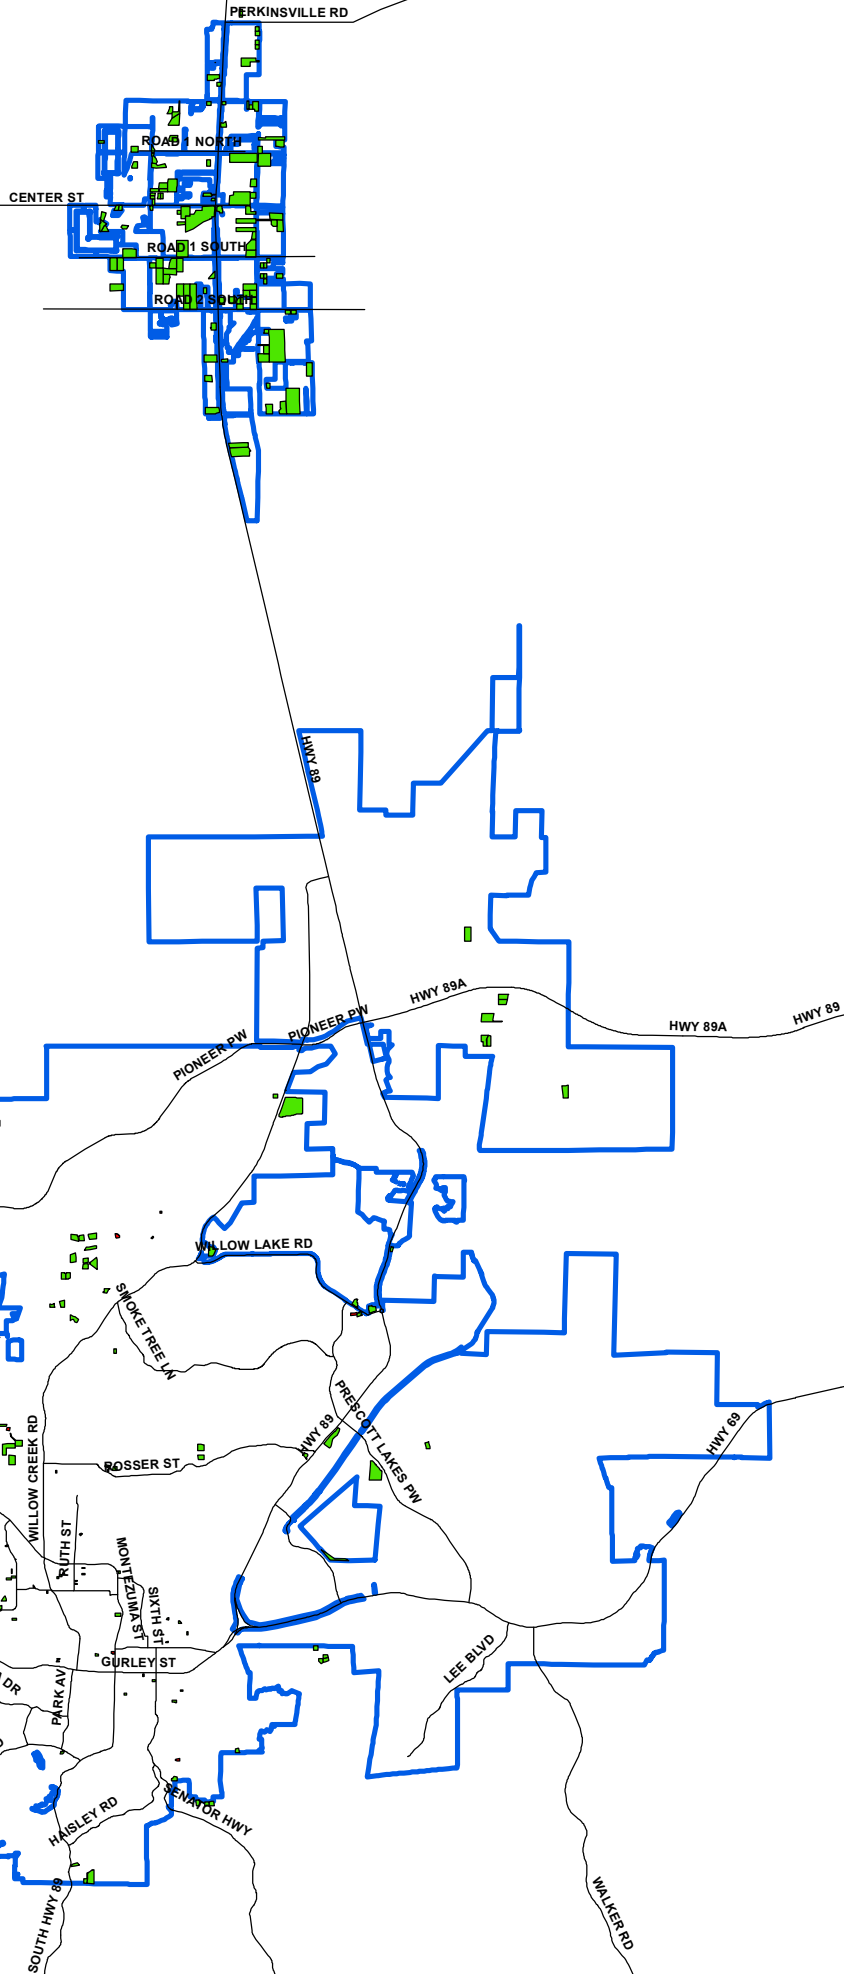 PERKINSVILLE RD
ROAD 1 NORTH
CENTER ST
ROAD 1 SOUTH
ROAD 2 SOUTH
HWY 89
HWY 89A
HWY 89A
HWY 89
PIONEER PW
PIONEER PW
WILLOW LAKE RD
SMOKE TREE LN
PRESCOTT LAKES PW
HWY 89
HWY 69
WILLOW CREEK RD
ROSSER ST
RUTH ST
MONTEZUMA ST
SIXTH ST
GURLEY ST
LEE BLVD
DR
PARK AV
SENATOR HWY
HAISLEY RD
SOUTH HWY 89
WALKER RD